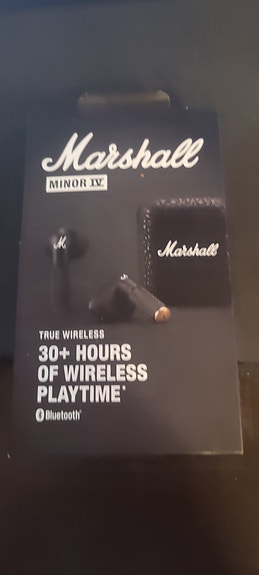 Marshall
MINOR IV
M
Marshall
TRUE WIRELESS
30+ HOURS
OF WIRELESS
PLAYTIME*
Bluetooth®